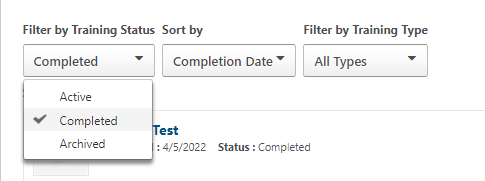 Filter by Training Status Sort by Filter by Training Type
Completed Completion Date All Types
Active
Completed
Archived
Test
: 4/5/2022 Status : Completed